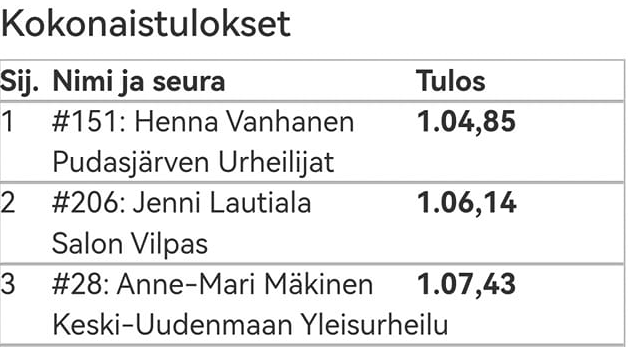 Kokonaistulokset
Sij. Nimi ja seura Tulos
1 #151: Henna Vanhanen 1.04,85
Pudasjärven Urheilijat
2 #206: Jenni Lautiala 1.06,14
Salon Vilpas
3 #28: Anne-Mari Mäkinen 1.07,43
Keski-Uudenmaan Yleisurheilu